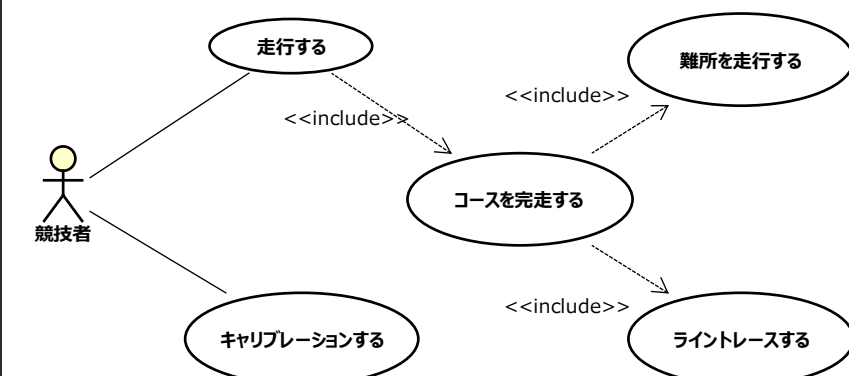 走行する
難所を走行する
<<include>>
<<include>>
コースを完走する
競技者
<<include>>
キャリブレーションする
ライントレースする